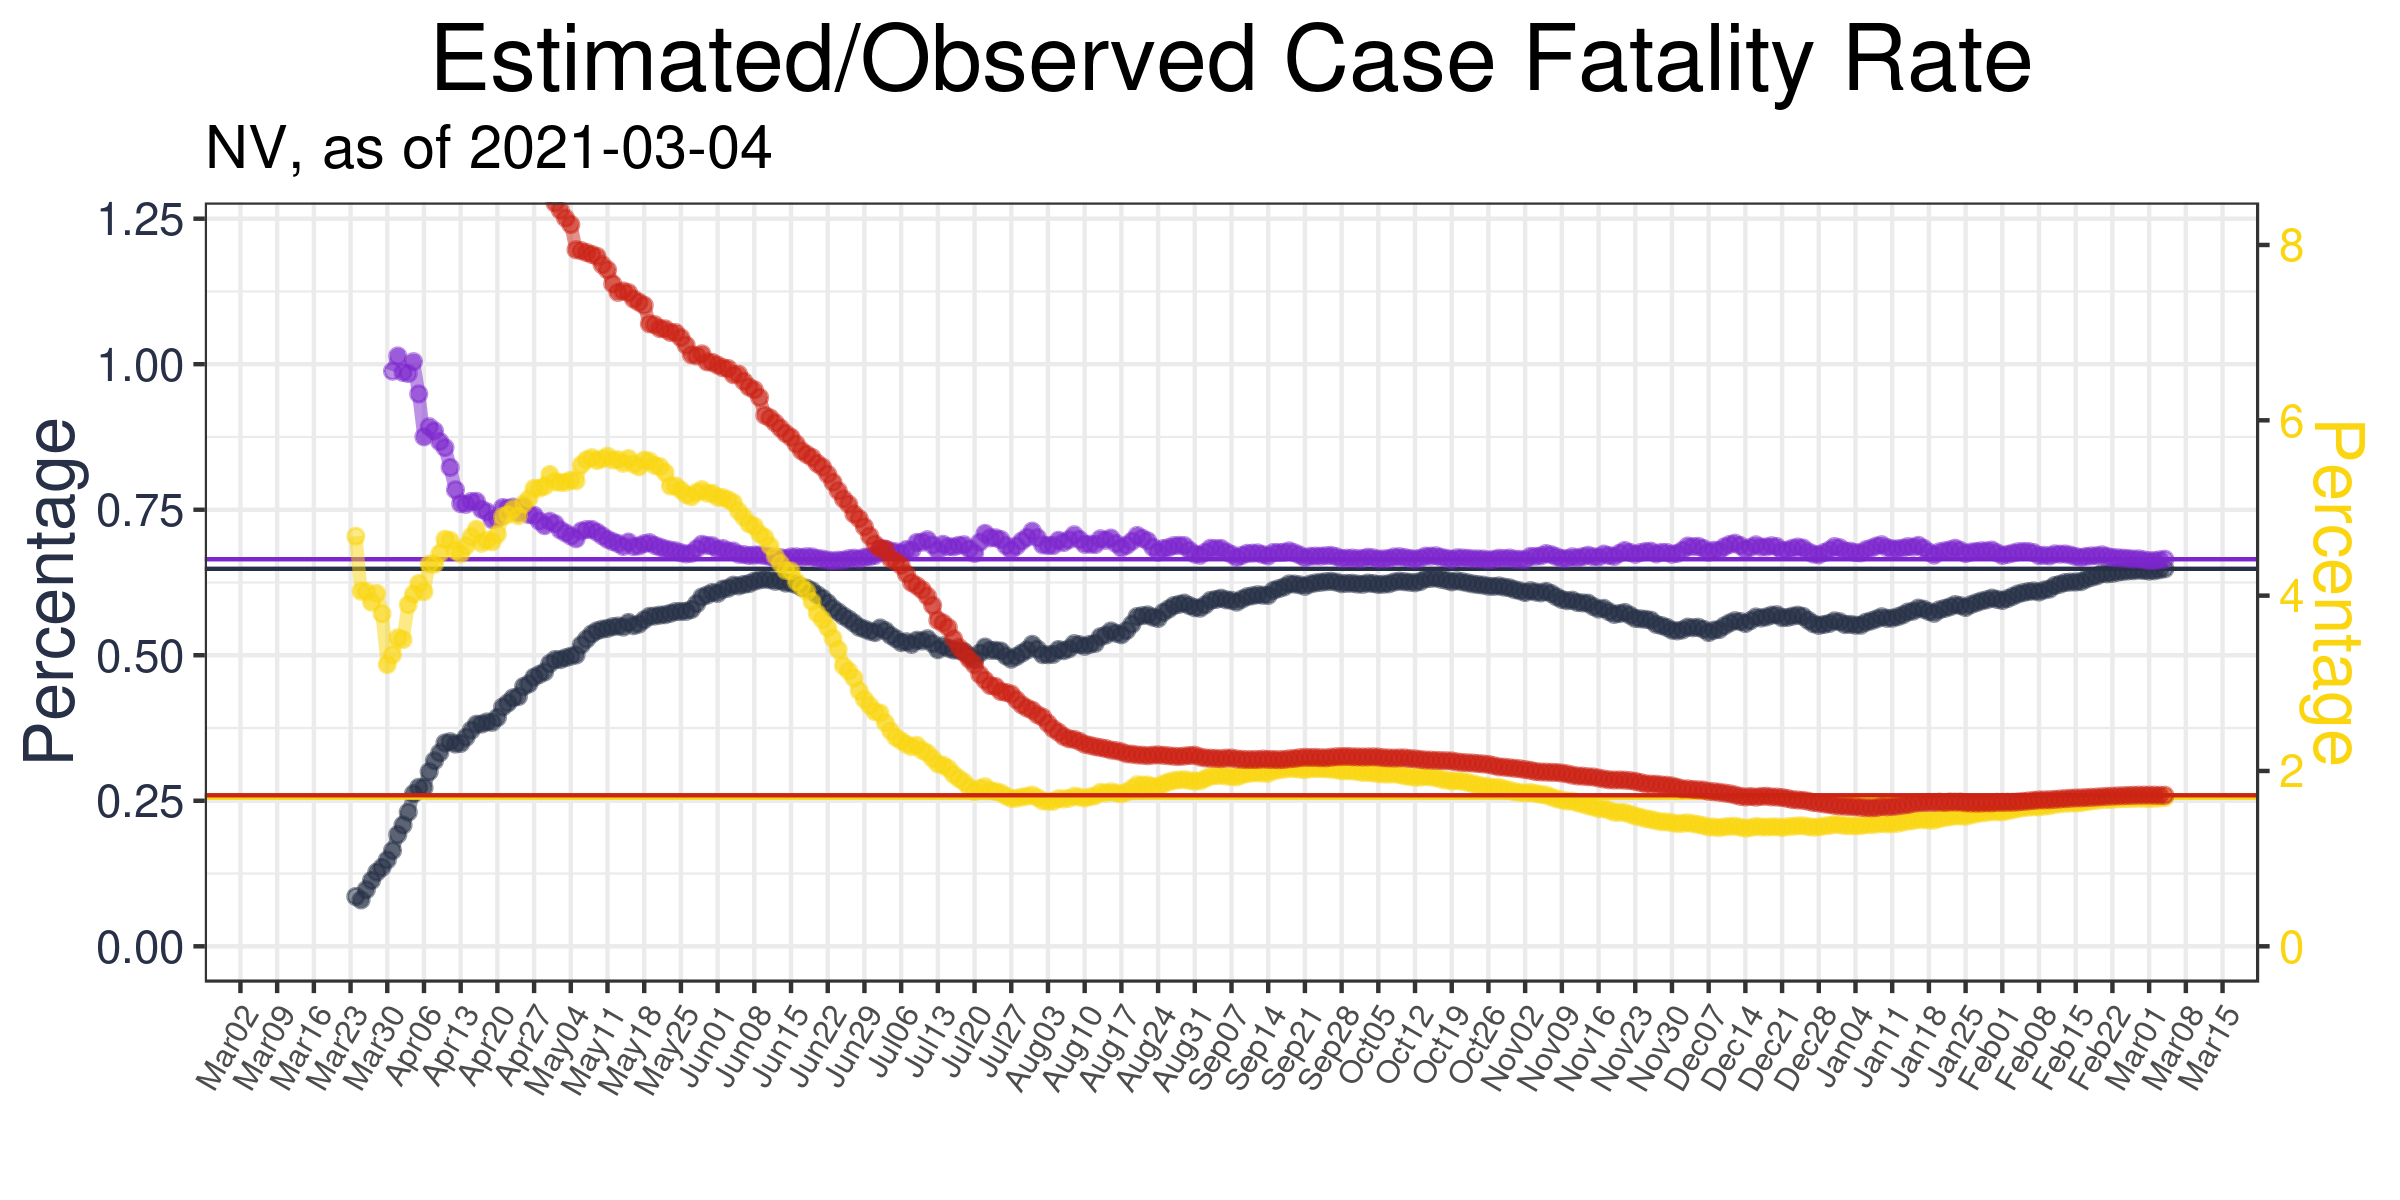 Estimated/Observed Case Fatality Rate
NV, as of 2021-03-04
1.25
1.00
0.75
0.50
0.25
0.00
Percentage
8
6
4
2
0
Percentage
Mar02 Mar09 Mar16 Mar23 Mar30 Apr06 Apr13 Apr20 Apr27 May04 May11 May18 May25 Jun01 Jun08 Jun15 Jun22 Jun29 Jul06 Jul13 Jul20 Jul27 Aug03 Aug10 Aug17 Aug24 Aug31 Sep07 Sep14 Sep21 Sep28 Oct05 Oct12 Oct19 Oct26 Nov02 Nov09 Nov16 Nov23 Nov30 Dec07 Dec14 Dec21 Dec28 Jan04 Jan11 Jan18 Jan25 Feb01 Feb08 Feb15 Feb22 Mar01 Mar08 Mar15